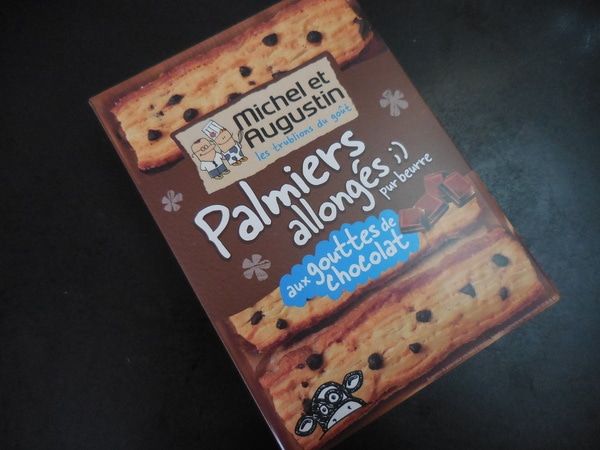 Michel et
Augustin
les trublions du goût
Palmiers
allongés ;)
pur beurre
aux gouttes de
chocolat